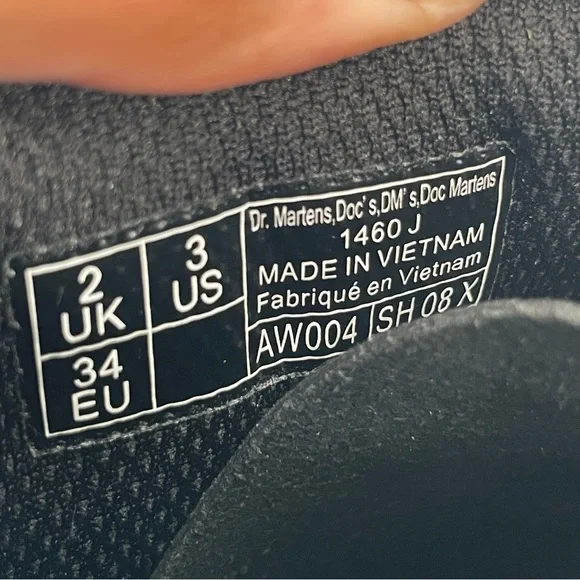 2
UK
3
US
34
EU
Dr. Martens,Doc's,DM's,Doc Martens
1460 J
MADE IN VIETNAM
Fabriqué en Vietnam
AW004
SH 08 X